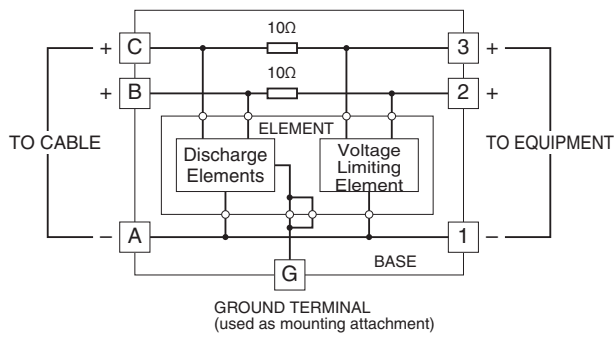 10Ω
+ C 3 +
10Ω
+ B 2 +
ELEMENT
TO CABLE
TO EQUIPMENT
Discharge
Elements
Voltage
Limiting
Element
– A 1 –
BASE
G
GROUND TERMINAL
(used as mounting attachment)